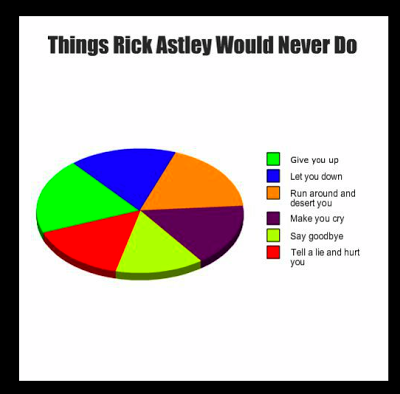 Things Rick Astley Would Never Do
Give you up
Let you down
Run around and
desert you
Make you cry
Say goodbye
Tell a lie and hurt
you